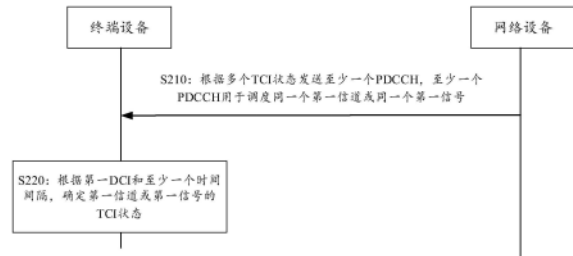 终端设备
网络设备
S210：根据多个TCI状态发送至少一个PDCCH，至少一个
PDCCH用于调度同一个第一信道或同一个第一信号
S220：根据第一DCI和至少一个时间
间隔，确定第一信道或第一信号的
TCI状态